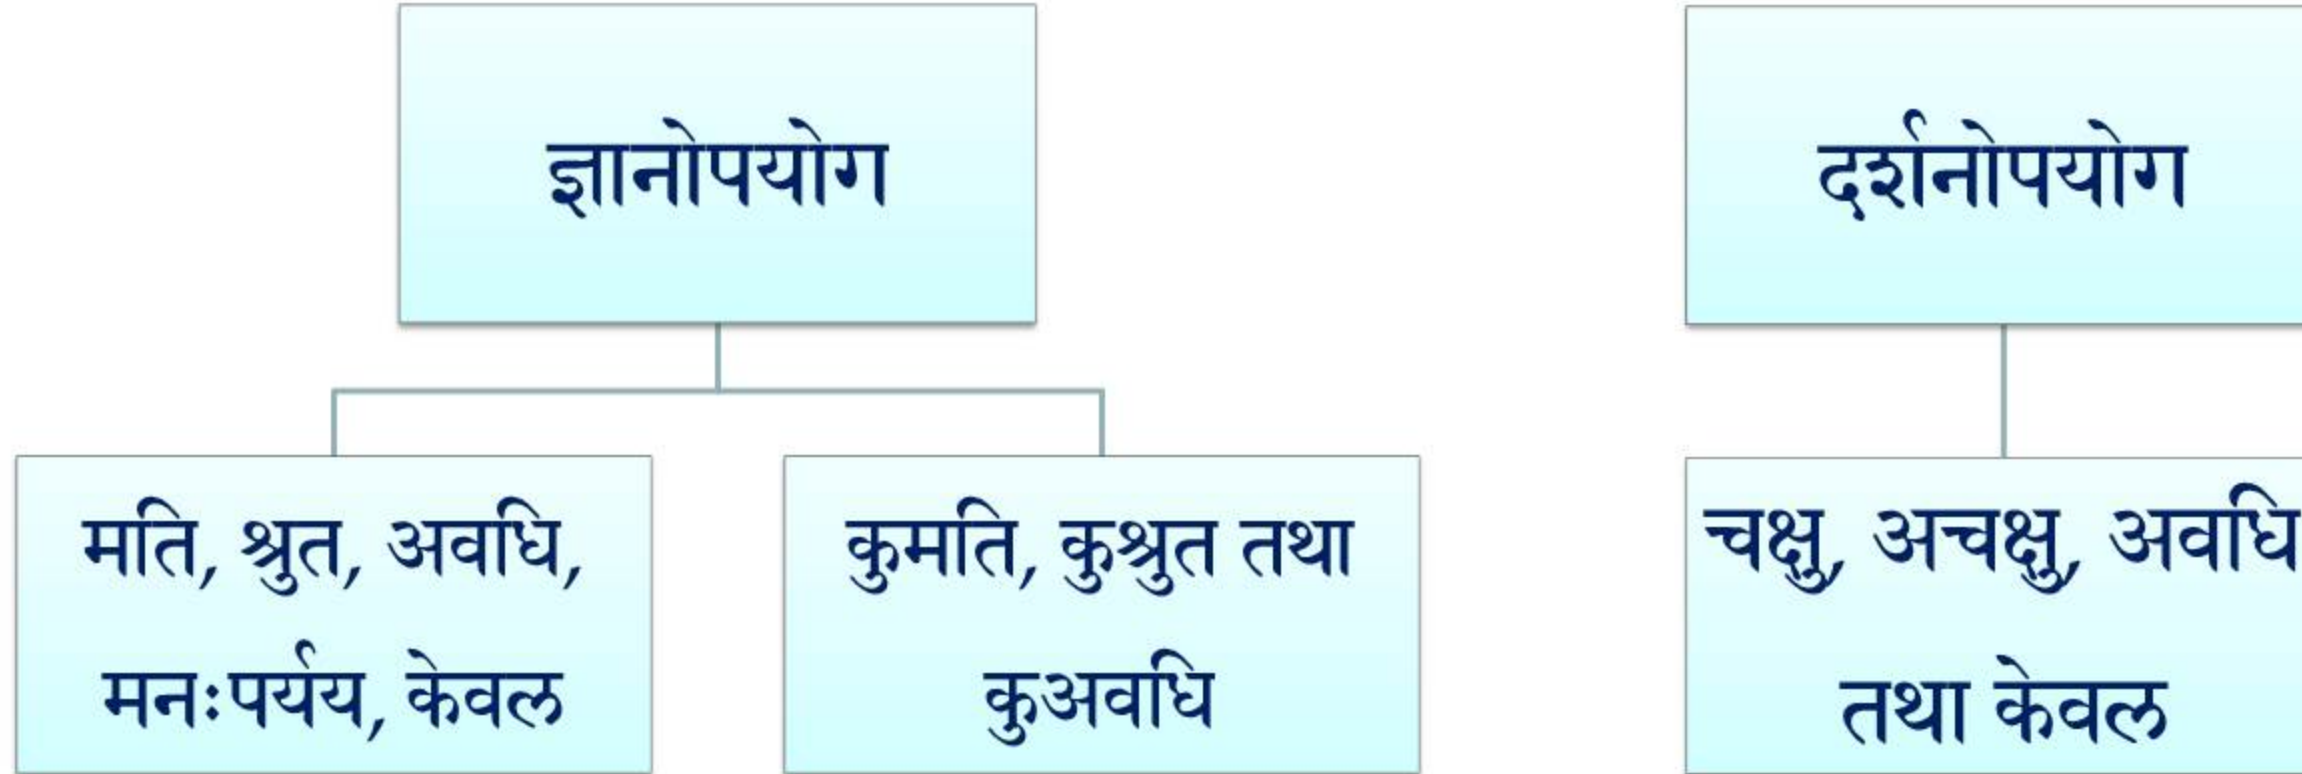 ज्ञानोपयोग
दर्शनोपयोग
मति, श्रुत, अवधि,
मनःपर्यय, केवल
कुमति, कुश्रुत तथा
कुअवधि
चक्षु, अचक्षु, अवधि
तथा केवल